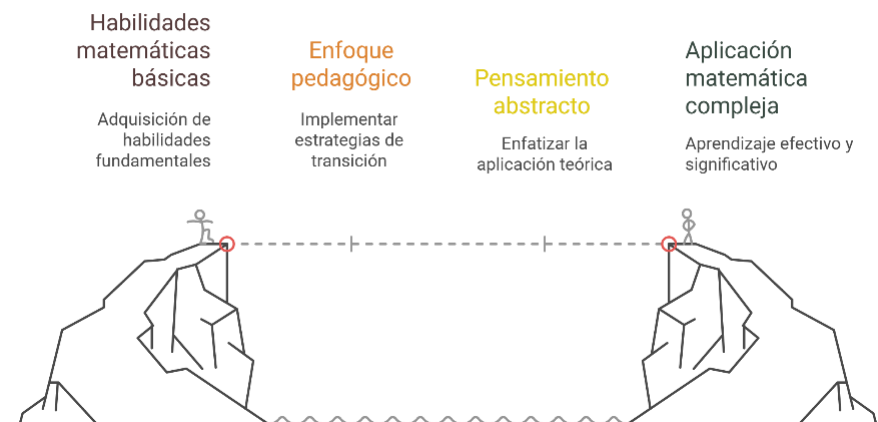 Habilidades
matemáticas
básicas
Adquisición de
habilidades
fundamentales
Enfoque
pedagógico
Implementar
estrategias de
transición
Pensamiento
abstracto
Enfatizar la
aplicación teórica
Aplicación
matemática
compleja
Aprendizaje efectivo y
significativo